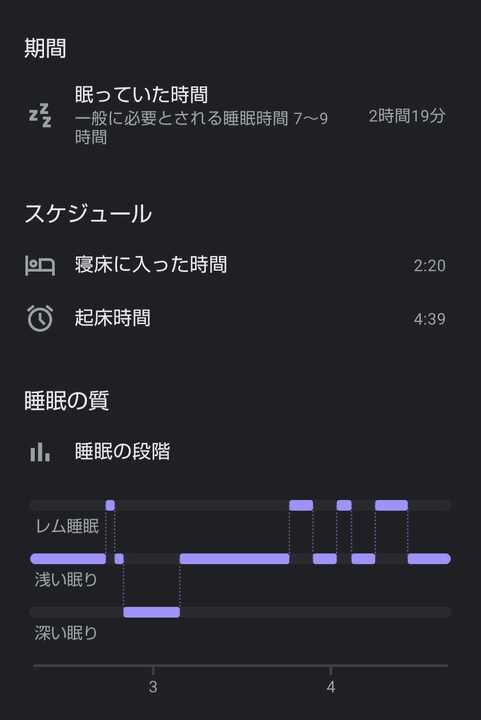 期間
眠っていた時間
一般に必要とされる睡眠時間 7～9
時間
2時間19分
スケジュール
寝床に入った時間
2:20
起床時間
4:39
睡眠の質
睡眠の段階
レム睡眠
浅い眠り
深い眠り
3
4